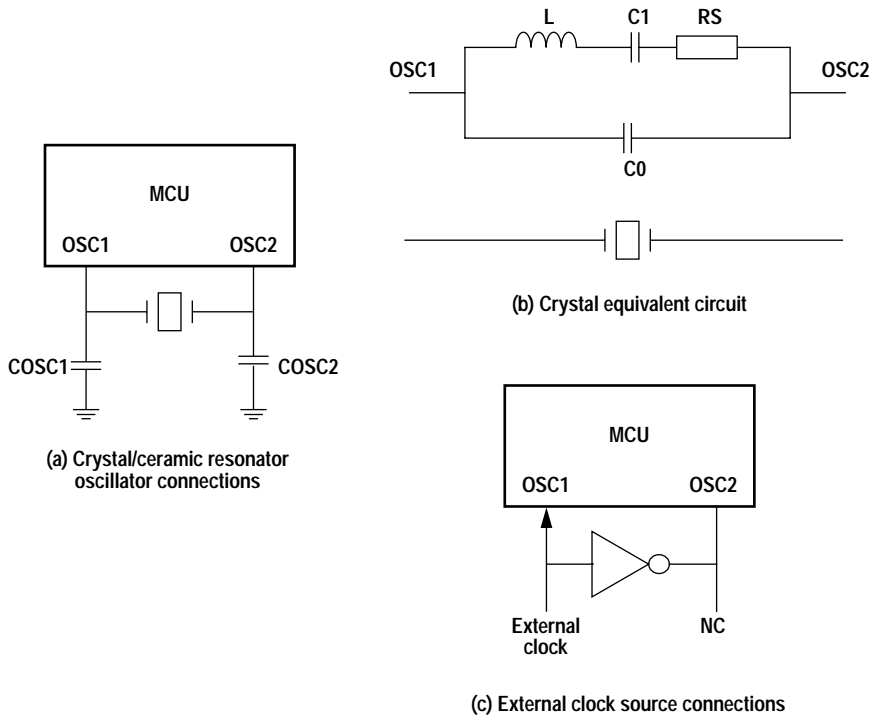 MCU
OSC1 OSC2
COSC1 COSC2
(a) Crystal/ceramic resonator
oscillator connections
L C1 RS
OSC1 OSC2
C0
(b) Crystal equivalent circuit
MCU
OSC1 OSC2
External NC
clock
(c) External clock source connections